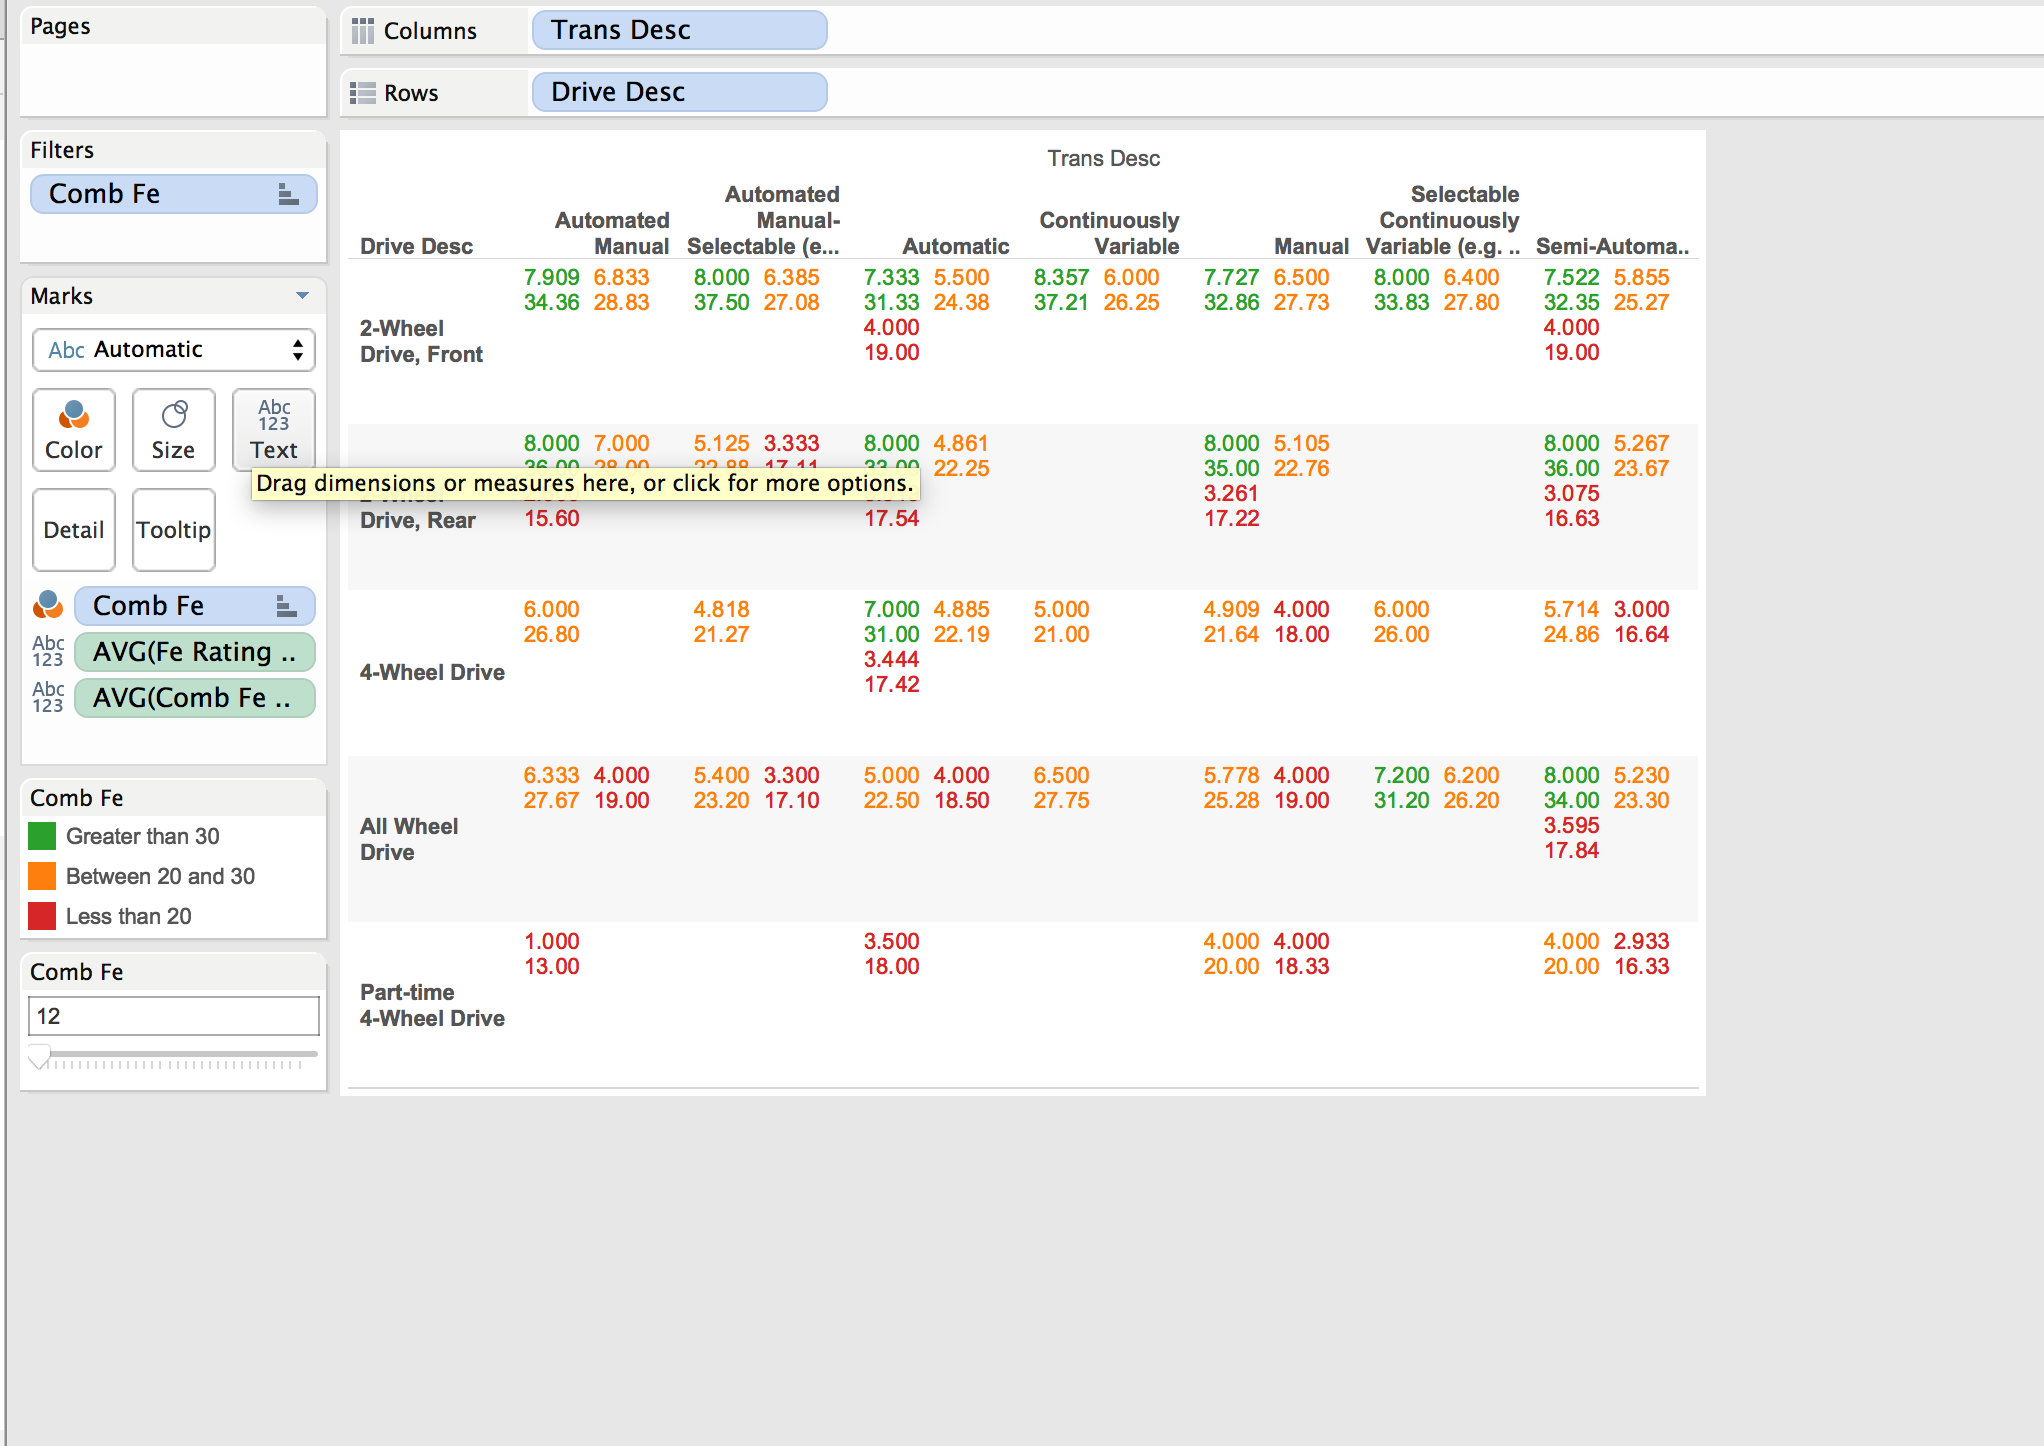 Pages
Columns
Trans Desc
Rows
Drive Desc
Filters
Comb Fe
Marks
Abc Automatic
Color
Size
Abc
123
Text
Drag dimensions or measures here, or click for more options.
Detail
Tooltip
Comb Fe
Abc
123
AVG(Fe Rating ..
Abc
123
AVG(Comb Fe ..
Comb Fe
Greater than 30
Between 20 and 30
Less than 20
Comb Fe
12
Trans Desc
Drive Desc
Automated
Manual
Automated
Manual-
Selectable (e...
Automatic
Continuously
Variable
Manual
Selectable
Continuously
Variable (e.g. ..
Semi-Automa..
7.909 6.833 8.000 6.385 7.333 5.500 8.357 6.000 7.727 6.500 8.000 6.400 7.522 5.855
34.36 28.83 37.50 27.08 31.33 24.38 37.21 26.25 32.86 27.73 33.83 27.80 32.35 25.27
2-Wheel
Drive, Front
4.000 4.000
19.00 19.00
8.000 7.000 5.125 3.333 8.000 4.861 8.000 5.105 8.000 5.267
22.25 35.00 22.76 36.00 23.67
3.261 3.075
Drive, Rear
15.60 17.54 17.22 16.63
6.000 4.818 7.000 4.885 5.000 4.909 4.000 6.000 5.714 3.000
26.80 21.27 31.00 22.19 21.00 21.64 18.00 26.00 24.86 16.64
3.444
4-Wheel Drive
17.42
6.333 4.000 5.400 3.300 5.000 4.000 6.500 5.778 4.000 7.200 6.200 8.000 5.230
27.67 19.00 23.20 17.10 22.50 18.50 27.75 25.28 19.00 31.20 26.20 34.00 23.30
All Wheel
Drive
3.595
17.84
1.000 3.500 4.000 4.000 4.000 2.933
13.00 18.00 20.00 18.33 20.00 16.33
Part-time
4-Wheel Drive